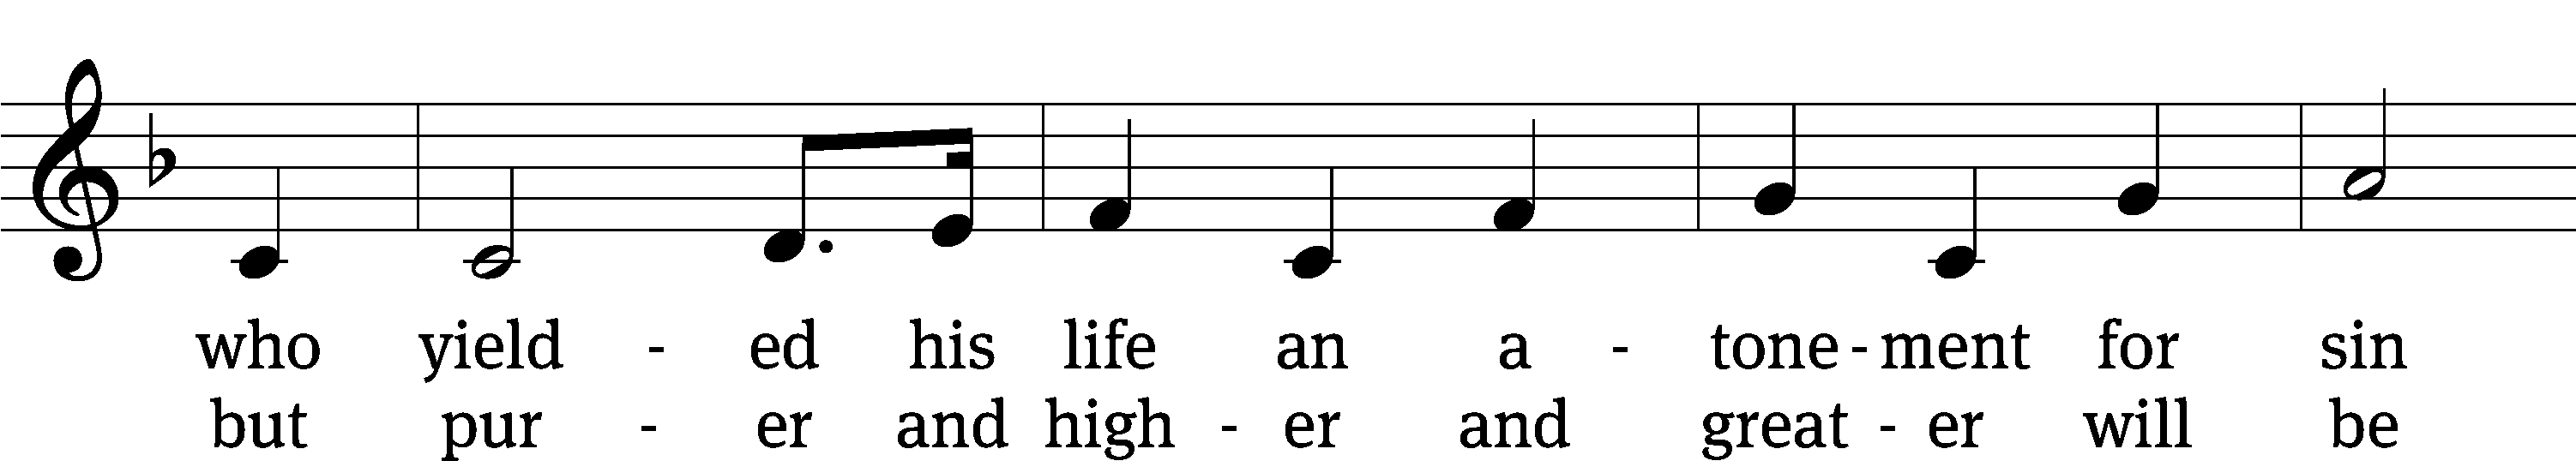 who yield - ed his life an a - tone - ment for sin
but pur - er and high - er and great - er will be